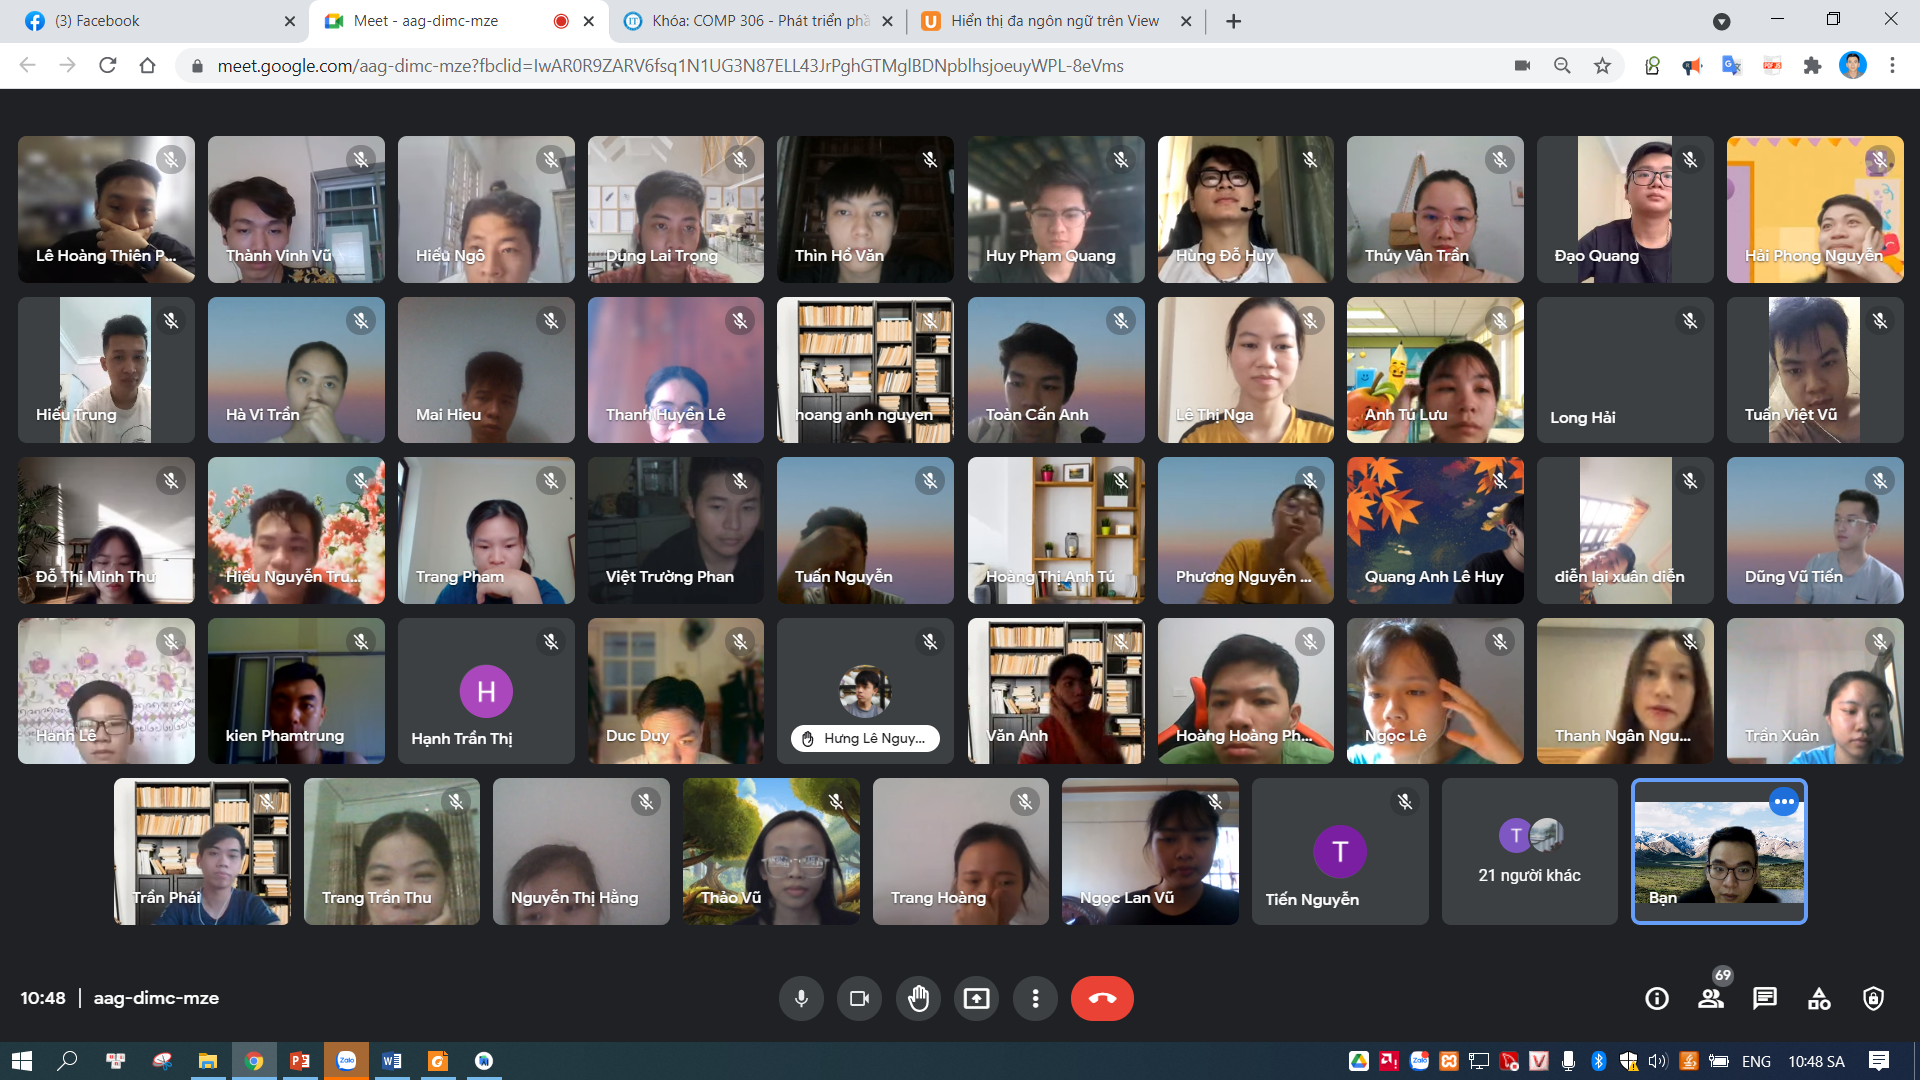 (3) Facebook
Meet - aag-dimc-mze
Khóa: COMP 306 - Phát triển phầ
Hiển thị đa ngôn ngữ trên View
meet.google.com/aag-dimc-mze?fbclid=IwAR0R9ZARV6fsq1N1UG3N87ELL43JrPghGTMglBDNpblhsjoeuyWPL-8eVms
Lê Hoàng Thiên P...
Thành Vinh Vũ
Hiếu Ngô
Dung Lai Trọng
Thìn Hồ Văn
Huy Phạm Quang
Hùng Đỗ Huy
Thúy Vân Trần
Đạo Quang
Hải Phong Nguyễn
Hiếu Trung
Hà Vi Trần
Mai Hieu
Thanh Huyền Lê
hoang anh nguyen
Toàn Cấn Anh
Lê Thị Nga
Anh Tú Lưu
Long Hải
Tuấn Việt Vũ
Đỗ Thị Minh Thư
Hiếu Nguyễn Tru...
Trang Pham
Việt Trường Phan
Tuấn Nguyễn
Hoàng Thị Anh Tú
Phương Nguyễn ...
Quang Anh Lê Huy
diễn lại xuân diễn
Dũng Vũ Tiến
Hanh Lê
kien Phamtrung
H
Hạnh Trần Thị
Duc Duy
Hưng Lê Nguy...
Văn Anh
Hoàng Hoàng Ph...
Ngọc Lê
Thanh Ngân Ngu...
Trần Xuân
Trần Phái
Trang Trần Thu
Nguyễn Thị Hằng
Thảo Vũ
Trang Hoàng
Ngọc Lan Vũ
T
Tiến Nguyễn
T
21 người khác
Bạn
10:48 | aag-dimc-mze
69
ENG
10:48 SA